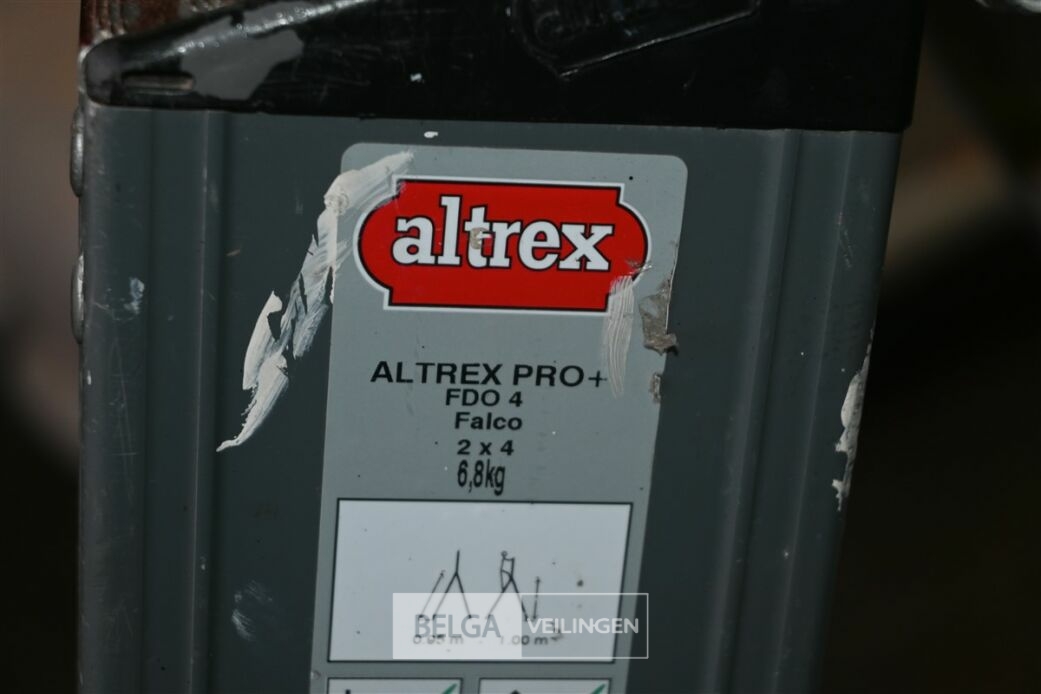 altrex
ALTREX PRO+
FDO 4
Falco
2 x 4
6,8kg
BELGA VEILINGEN